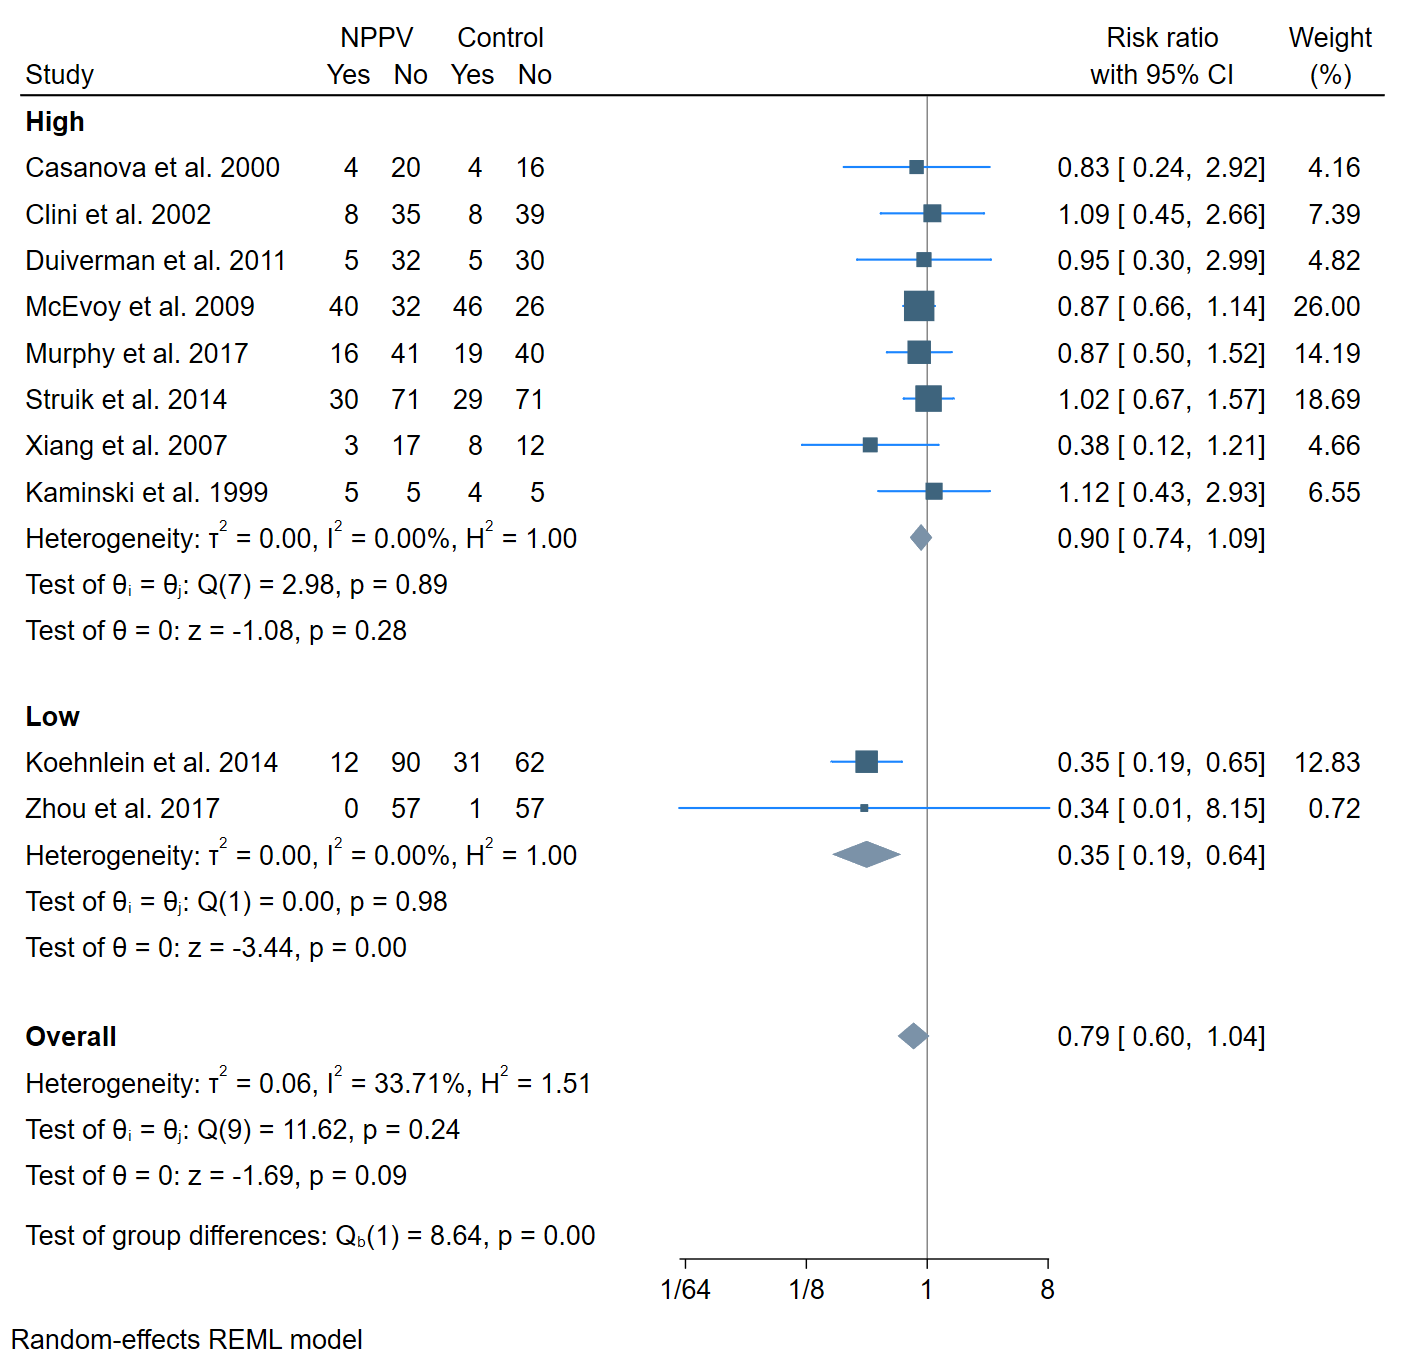 NPPV Control Risk ratio Weight
Study Yes No Yes No with 95% CI (%)
High
Casanova et al. 2000 4 20 4 16 0.83 [ 0.24, 2.92] 4.16
Clini et al. 2002 8 35 8 39 1.09 [ 0.45, 2.66] 7.39
Duiverman et al. 2011 5 32 5 30 0.95 [ 0.30, 2.99] 4.82
McEvoy et al. 2009 40 32 46 26 0.87 [ 0.66, 1.14] 26.00
Murphy et al. 2017 16 41 19 40 0.87 [ 0.50, 1.52] 14.19
Struik et al. 2014 30 71 29 71 1.02 [ 0.67, 1.57] 18.69
Xiang et al. 2007 3 17 8 12 0.38 [ 0.12, 1.21] 4.66
Kaminski et al. 1999 5 5 4 5 1.12 [ 0.43, 2.93] 6.55
Heterogeneity: τ² = 0.00, I² = 0.00%, H² = 1.00 0.90 [ 0.74, 1.09]
Test of θᵢ = θⱼ: Q(7) = 2.98, p = 0.89
Test of θ = 0: z = -1.08, p = 0.28
Low
Koehnlein et al. 2014 12 90 31 62 0.35 [ 0.19, 0.65] 12.83
Zhou et al. 2017 0 57 1 57 0.34 [ 0.01, 8.15] 0.72
Heterogeneity: τ² = 0.00, I² = 0.00%, H² = 1.00 0.35 [ 0.19, 0.64]
Test of θᵢ = θⱼ: Q(1) = 0.00, p = 0.98
Test of θ = 0: z = -3.44, p = 0.00
Overall 0.79 [ 0.60, 1.04]
Heterogeneity: τ² = 0.06, I² = 33.71%, H² = 1.51
Test of θᵢ = θⱼ: Q(9) = 11.62, p = 0.24
Test of θ = 0: z = -1.69, p = 0.09
Test of group differences: Q_b(1) = 8.64, p = 0.00
1/64 1/8 1 8
Random-effects REML model